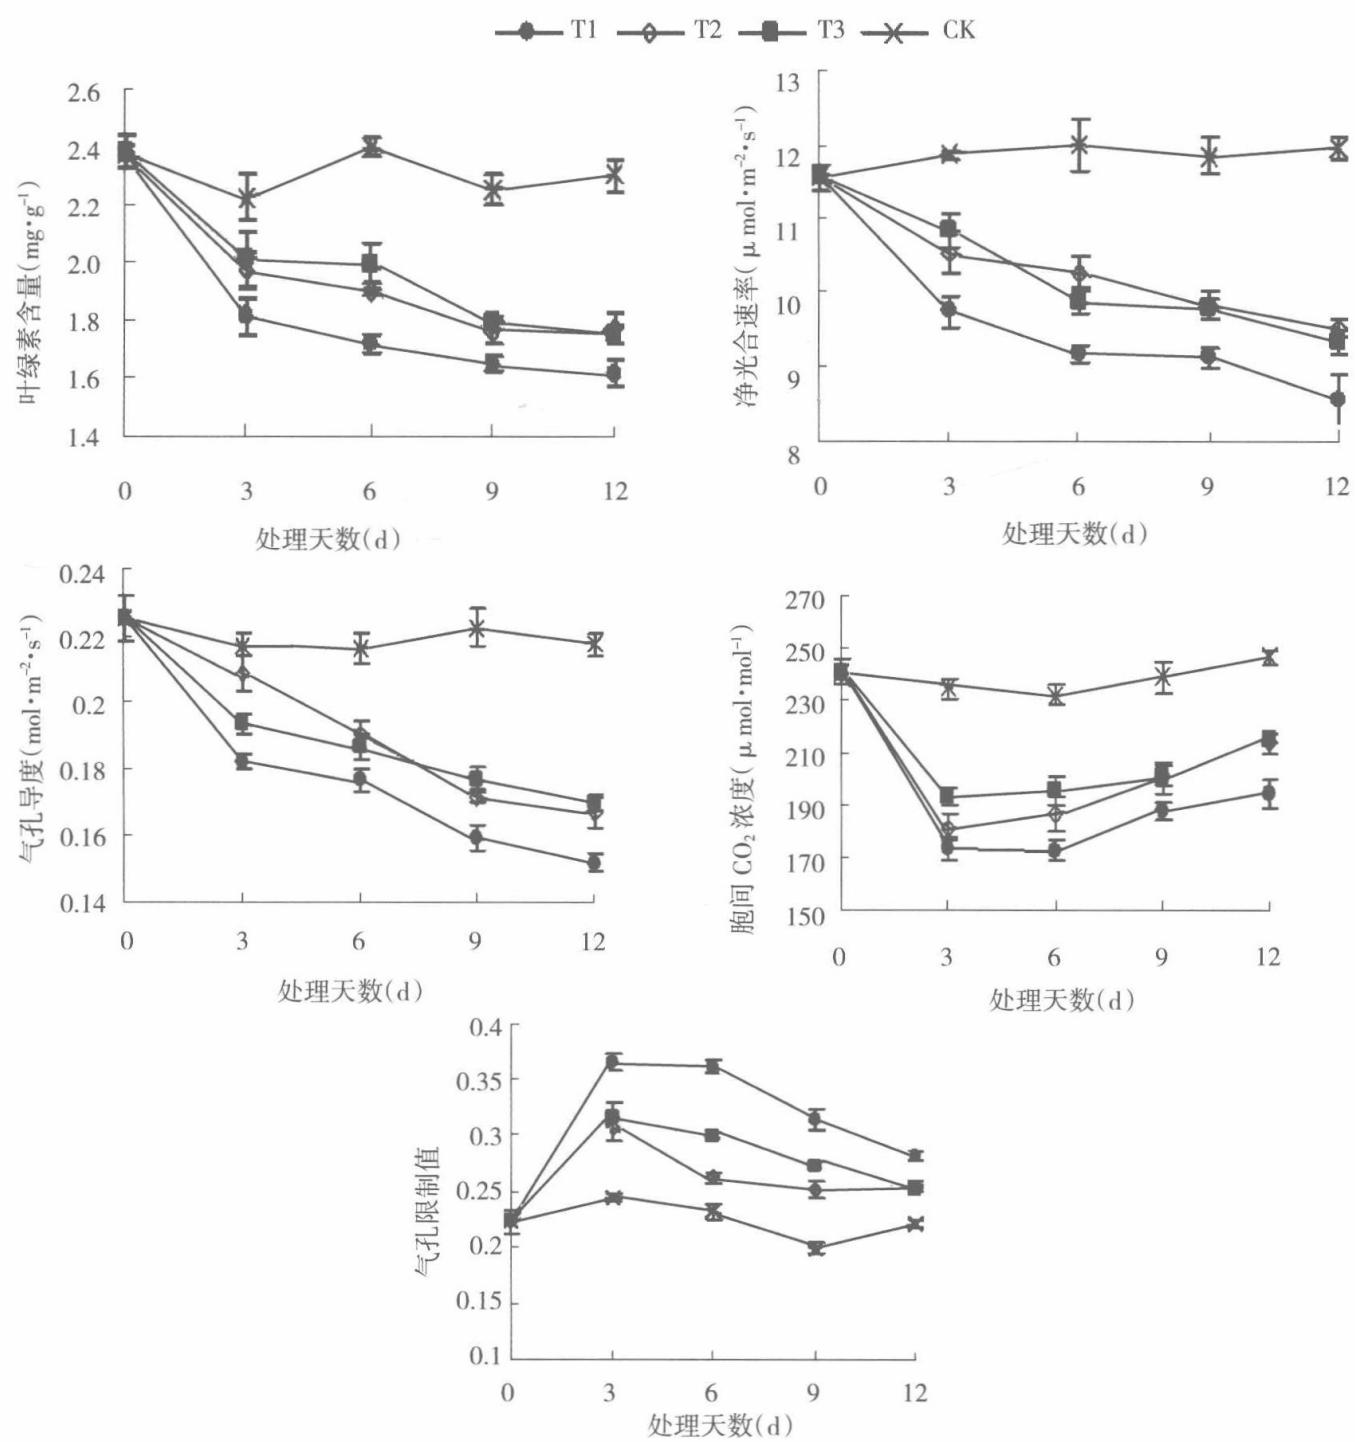 T1 T2 T3 CK
叶绿素含量(mg·g⁻¹)
2.6
2.4
2.2
2.0
1.8
1.6
1.4
0 3 6 9 12
处理天数(d)
净光合速率(μmol·m⁻²·s⁻¹)
13
12
11
10
9
8
0 3 6 9 12
处理天数(d)
气孔导度(mol·m⁻²·s⁻¹)
0.24
0.22
0.2
0.18
0.16
0.14
0 3 6 9 12
处理天数(d)
胞间CO₂浓度(μmol·mol⁻¹)
270
250
230
210
190
170
150
0 3 6 9 12
处理天数(d)
气孔限制值
0.4
0.35
0.3
0.25
0.2
0.15
0.1
0 3 6 9 12
处理天数(d)